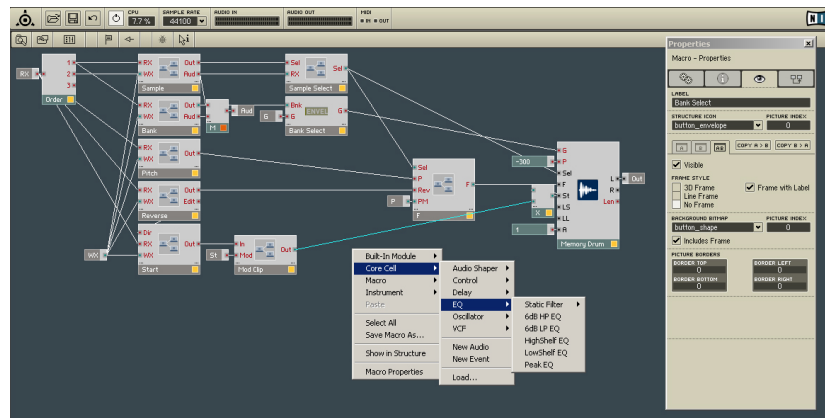 CPU
7.7 %
SAMPLE RATE
44100
AUDIO IN
AUDIO OUT
MIDI
IN OUT
NI
RX
1
2
3
Order
RX Out
WX Aud
Sample
RX Out
WX Aud
Bank
RX Out
WX
Pitch
RX Out
WX Edit
Reverse
Dir
RX Out
WX
Start
WX
M
Aud
Sel Sel
RX
Sample Select
G
Bnk ENVEL
G G
Bank Select
St
In Out
Mod
Mod Clip
P
Sel
P F
Rev
PM
F
-300
X
1
G
P
Sel
F L
St R
LS Len
LL
A
Memory Drum
Out
Built-In Module
Core Cell
Macro
Instrument
Paste
Select All
Save Macro As...
Show in Structure
Macro Properties
Audio Shaper
Control
Delay
EQ
Oscillator
VCF
New Audio
New Event
Load...
Static Filter
6dB HP EQ
6dB LP EQ
HighShelf EQ
LowShelf EQ
Peak EQ
Properties
Macro - Properties
LABEL
Bank Select
STRUCTURE ICON PICTURE INDEX
button_envelope 0
A B AB COPY A > B COPY B > A
Visible
FRAME STYLE
3D Frame Frame with Label
Line Frame
No Frame
BACKGROUND BITMAP PICTURE INDEX
button_shape 0
Includes Frame
PICTURE BORDERS
BORDER TOP BORDER LEFT
0 0
BORDER BOTTOM BORDER RIGHT
0 0